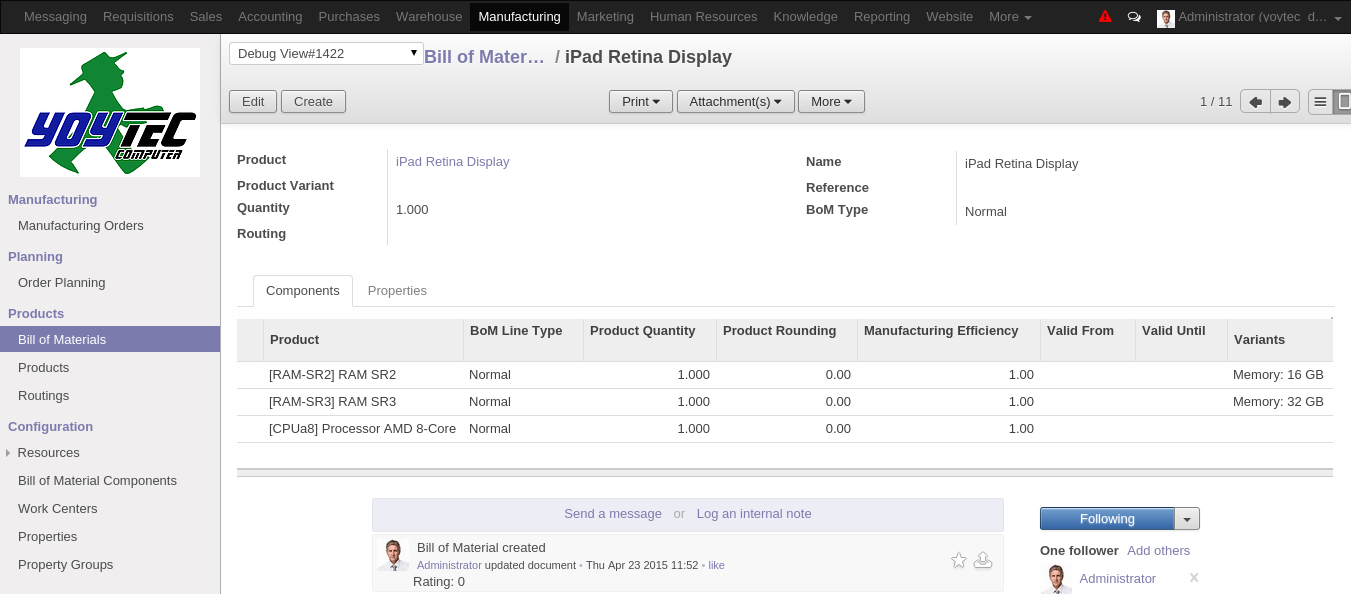 Messaging Requisitions Sales Accounting Purchases Warehouse Manufacturing Marketing Human Resources Knowledge Reporting Website More Administrator (yoytec_d…
YOYTEC
COMPUTER
Debug View#1422 Bill of Mater… / iPad Retina Display
Edit Create Print Attachment(s) More 1 / 11
Manufacturing
Manufacturing Orders
Planning
Order Planning
Products
Bill of Materials
Products
Routings
Configuration
Resources
Bill of Material Components
Work Centers
Properties
Property Groups
Product iPad Retina Display Name iPad Retina Display
Product Variant Reference
Quantity 1.000 BoM Type Normal
Routing
Components Properties
Product BoM Line Type Product Quantity Product Rounding Manufacturing Efficiency Valid From Valid Until Variants
[RAM-SR2] RAM SR2 Normal 1.000 0.00 1.00 Memory: 16 GB
[RAM-SR3] RAM SR3 Normal 1.000 0.00 1.00 Memory: 32 GB
[CPUa8] Processor AMD 8-Core Normal 1.000 0.00 1.00
Send a message or Log an internal note
Bill of Material created
Administrator updated document • Thu Apr 23 2015 11:52 • like
Rating: 0
Following
One follower Add others
Administrator X